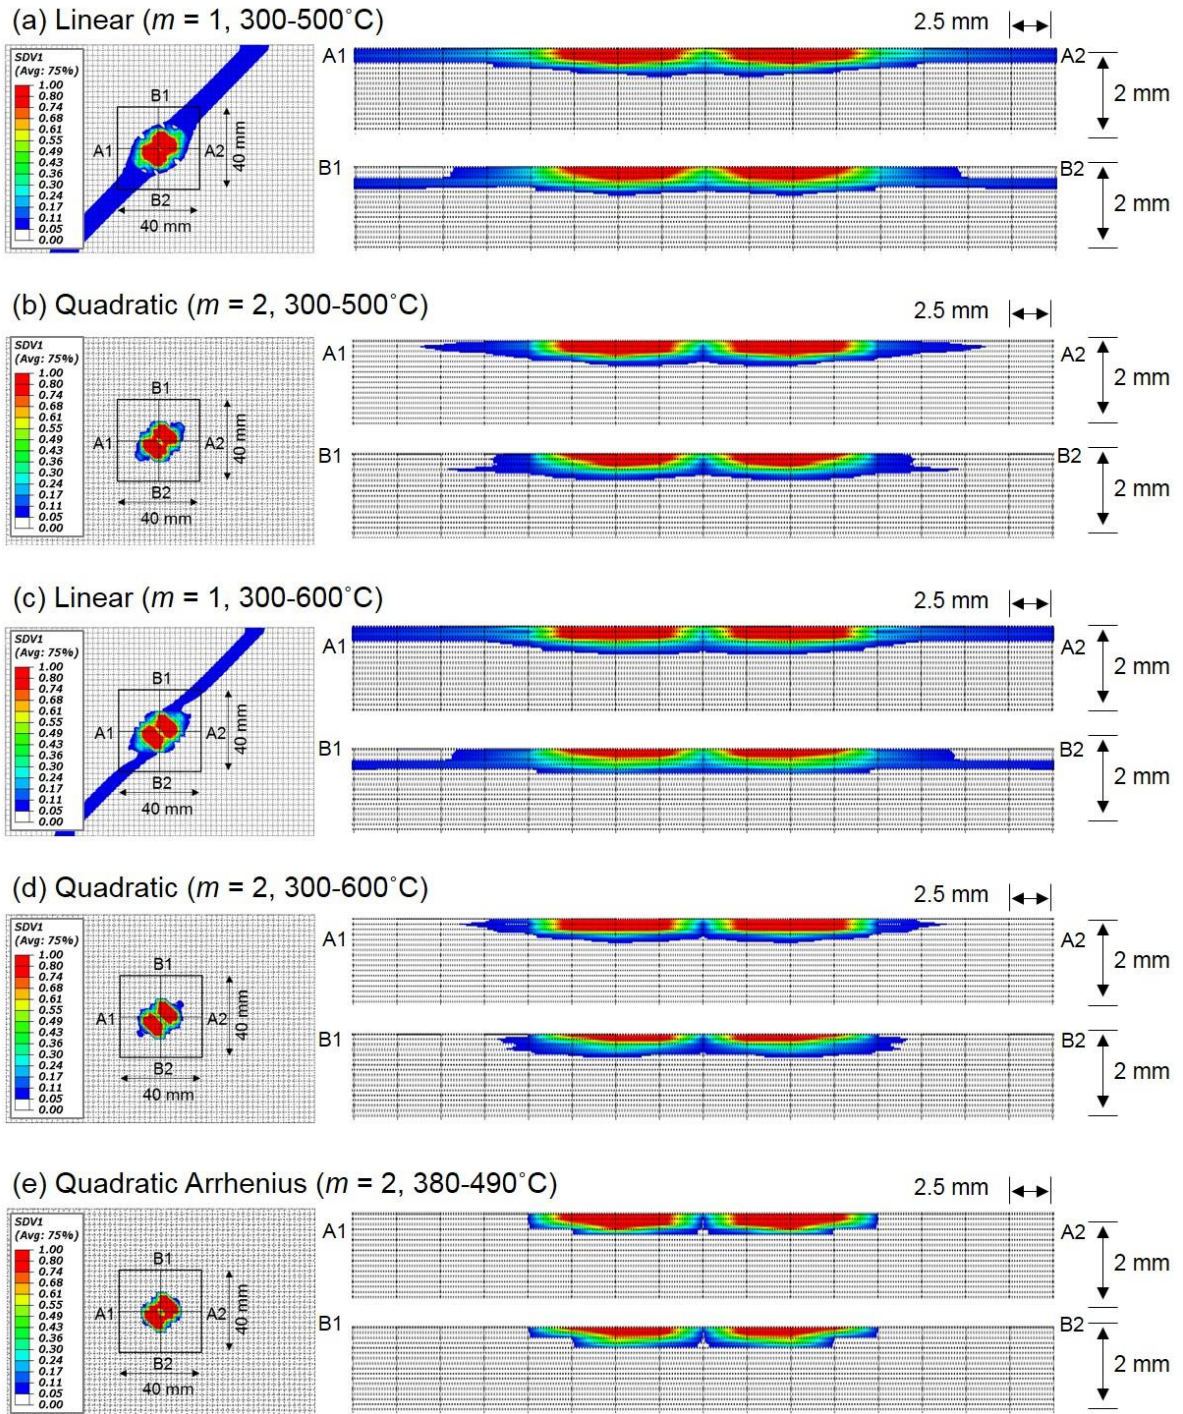 (a) Linear (m = 1, 300-500˚C)
2.5 mm
SDV1
(Avg: 75%)
1.00
0.80
0.74
0.68
0.61
0.55
0.49
0.43
0.36
0.30
0.24
0.17
0.11
0.05
0.00
B1
A1
A2
B2
40 mm
40 mm
A1
A2
2 mm
B1
B2
2 mm
(b) Quadratic (m = 2, 300-500˚C)
2.5 mm
SDV1
(Avg: 75%)
1.00
0.80
0.74
0.68
0.61
0.55
0.49
0.43
0.36
0.30
0.24
0.17
0.11
0.05
0.00
B1
A1
A2
B2
40 mm
40 mm
A1
A2
2 mm
B1
B2
2 mm
(c) Linear (m = 1, 300-600˚C)
2.5 mm
SDV1
(Avg: 75%)
1.00
0.80
0.74
0.68
0.61
0.55
0.49
0.43
0.36
0.30
0.24
0.17
0.11
0.05
0.00
B1
A1
A2
B2
40 mm
40 mm
A1
A2
2 mm
B1
B2
2 mm
(d) Quadratic (m = 2, 300-600˚C)
2.5 mm
SDV1
(Avg: 75%)
1.00
0.80
0.74
0.68
0.61
0.55
0.49
0.43
0.36
0.30
0.24
0.17
0.11
0.05
0.00
B1
A1
A2
B2
40 mm
40 mm
A1
A2
2 mm
B1
B2
2 mm
(e) Quadratic Arrhenius (m = 2, 380-490˚C)
2.5 mm
SDV1
(Avg: 75%)
1.00
0.80
0.74
0.68
0.61
0.55
0.49
0.43
0.36
0.30
0.24
0.17
0.11
0.05
0.00
B1
A1
A2
B2
40 mm
40 mm
A1
A2
2 mm
B1
B2
2 mm